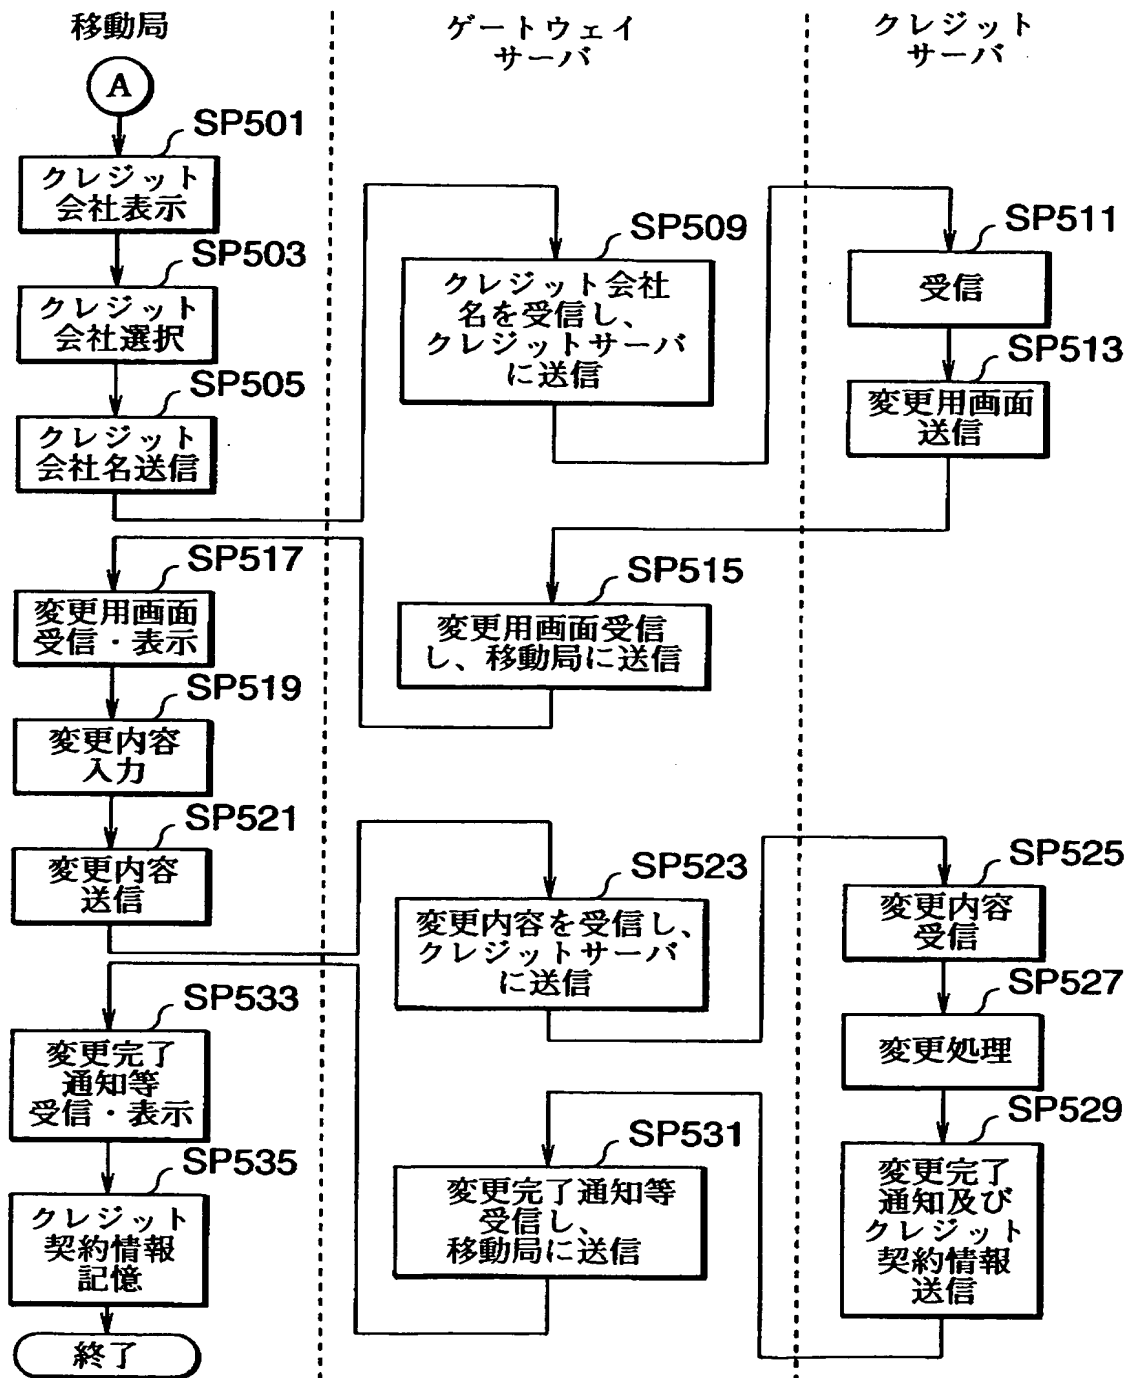 移動局
ゲートウェイ
サーバ
クレジット
サーバ
A
SP501
クレジット
会社表示
SP503
クレジット
会社選択
SP505
クレジット
会社名送信
SP509
クレジット会社
名を受信し、
クレジットサーバ
に送信
SP511
受信
SP513
変更用画面
送信
SP515
変更用画面受信
し、移動局に送信
SP517
変更用画面
受信・表示
SP519
変更内容
入力
SP521
変更内容
送信
SP523
変更内容を受信し、
クレジットサーバ
に送信
SP525
変更内容
受信
SP527
変更処理
SP529
変更完了
通知及び
クレジット
契約情報
送信
SP531
変更完了通知等
受信し、
移動局に送信
SP533
変更完了
通知等
受信・表示
SP535
クレジット
契約情報
記憶
終了